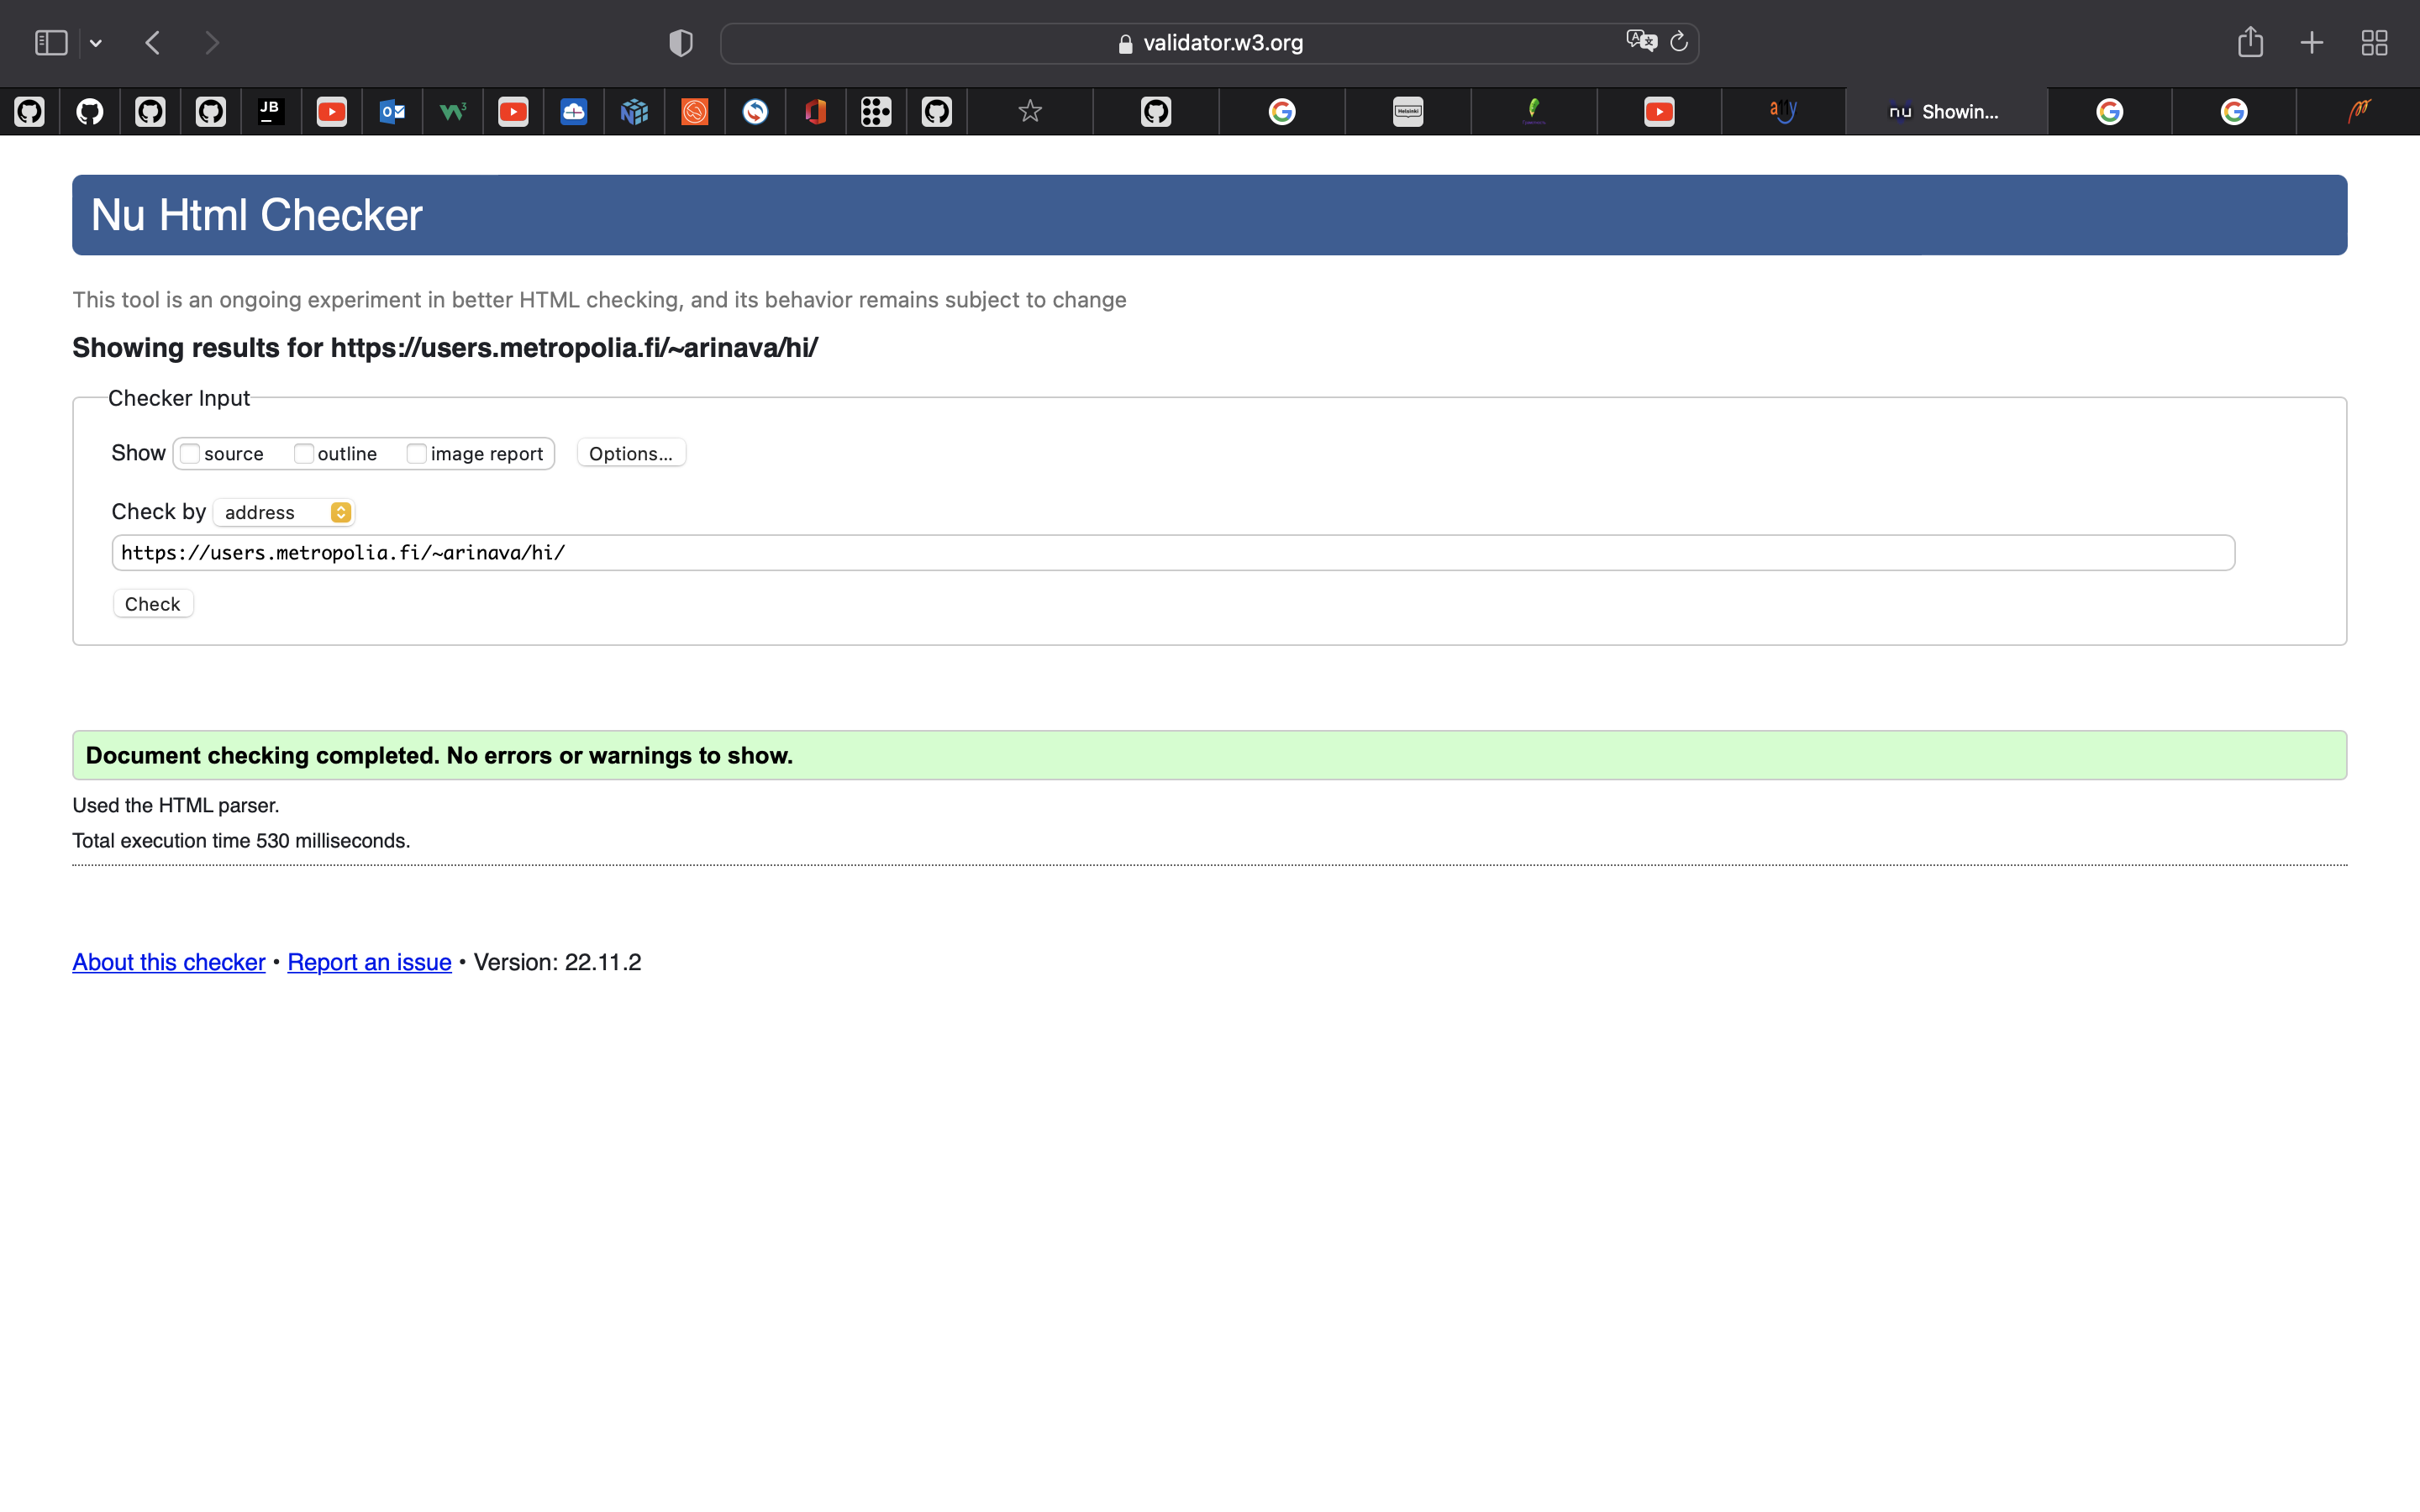 validator.w3.org
JB
nu Showin...
Nu Html Checker
This tool is an ongoing experiment in better HTML checking, and its behavior remains subject to change
Showing results for https://users.metropolia.fi/~arinava/hi/
Checker Input
Show source outline image report Options...
Check by address
https://users.metropolia.fi/~arinava/hi/
Check
Document checking completed. No errors or warnings to show.
Used the HTML parser.
Total execution time 530 milliseconds.
About this checker • Report an issue • Version: 22.11.2